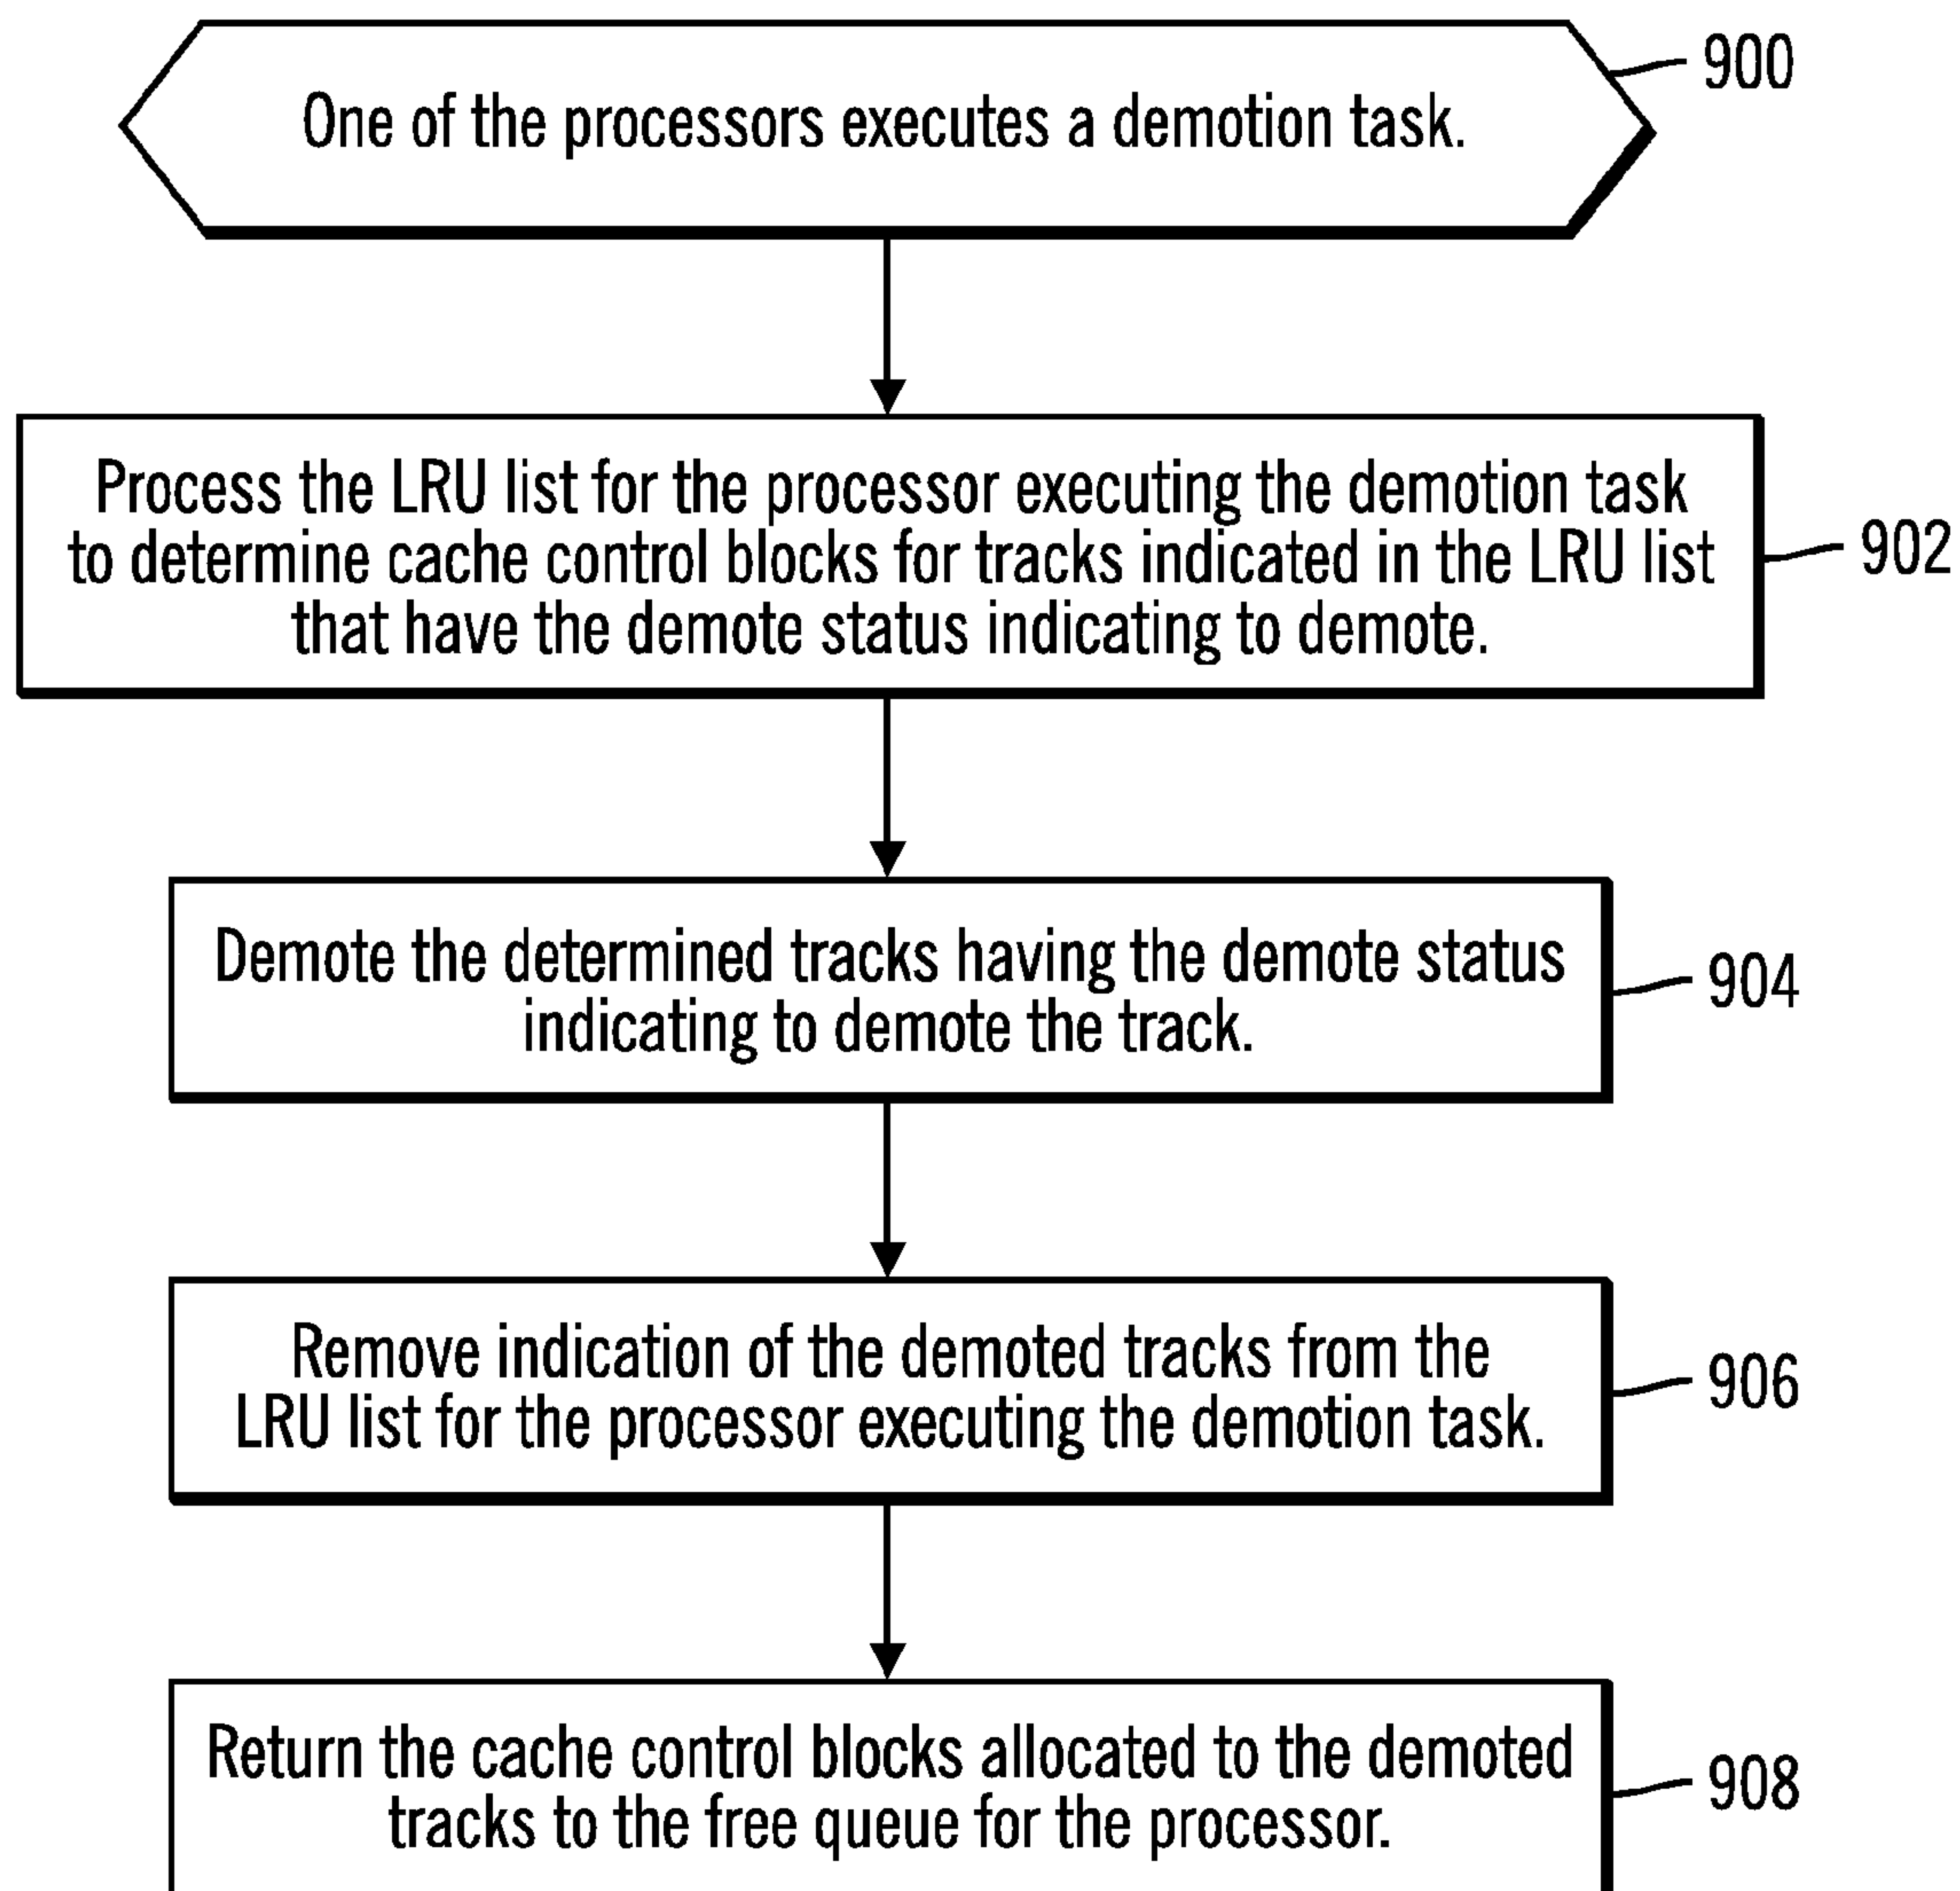 One of the processors executes a demotion task.
900
Process the LRU list for the processor executing the demotion task
to determine cache control blocks for tracks indicated in the LRU list
that have the demote status indicating to demote.
902
Demote the determined tracks having the demote status
indicating to demote the track.
904
Remove indication of the demoted tracks from the
LRU list for the processor executing the demotion task.
906
Return the cache control blocks allocated to the demoted
tracks to the free queue for the processor.
908